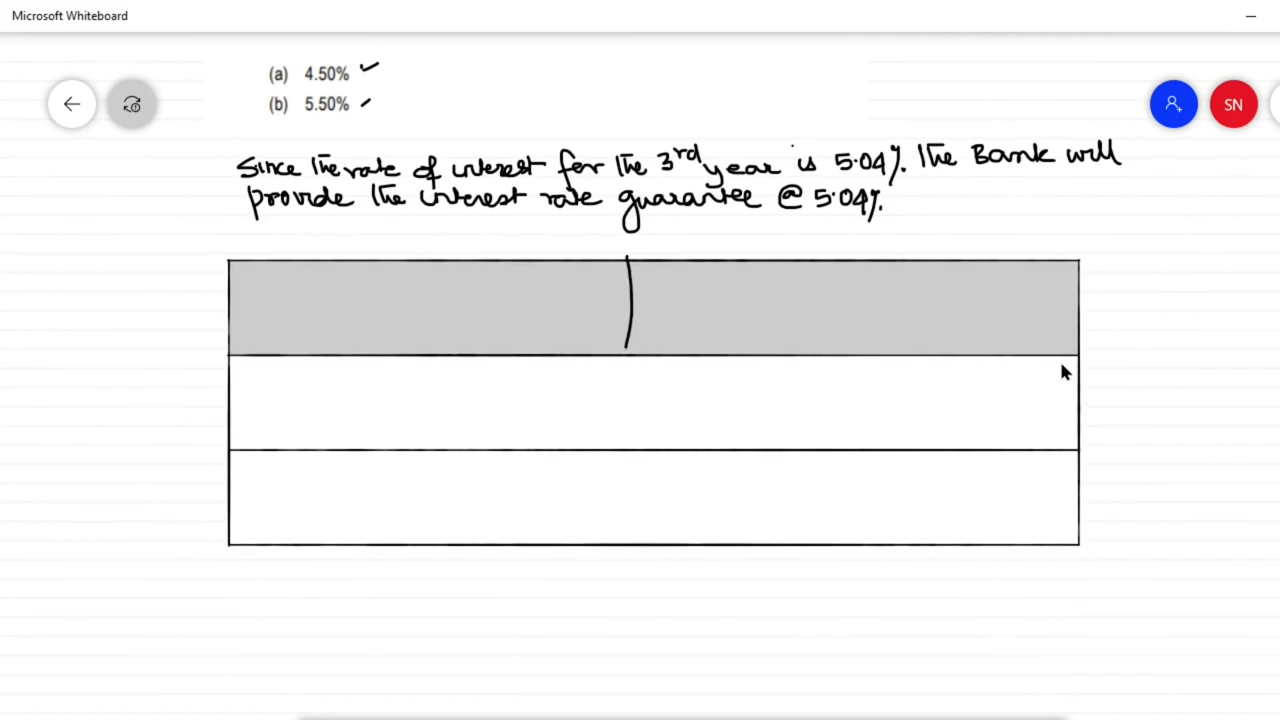 Microsoft Whiteboard
(a) 4.50%
(b) 5.50%
SN
Since the rate of interest for the 3rd year is 5.04%. The Bank will
provide the interest rate guarantee @ 5.04%.